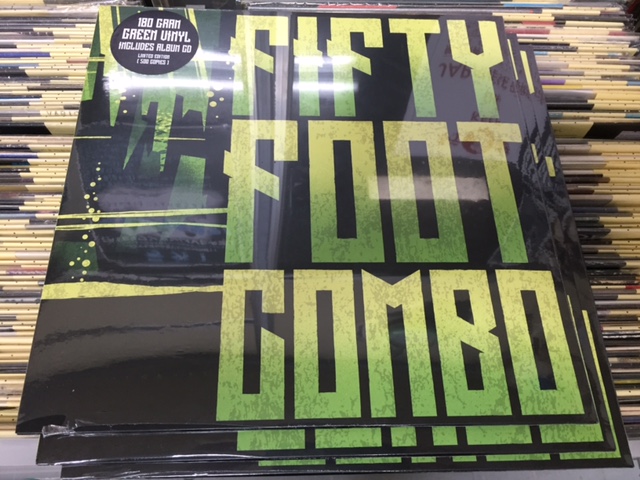 180 GRAM
GREEN VINYL
INCLUDES ALBUM CD
LIMITED EDITION
[ 500 COPIES ]
FIFTY
FOOT
COMBO